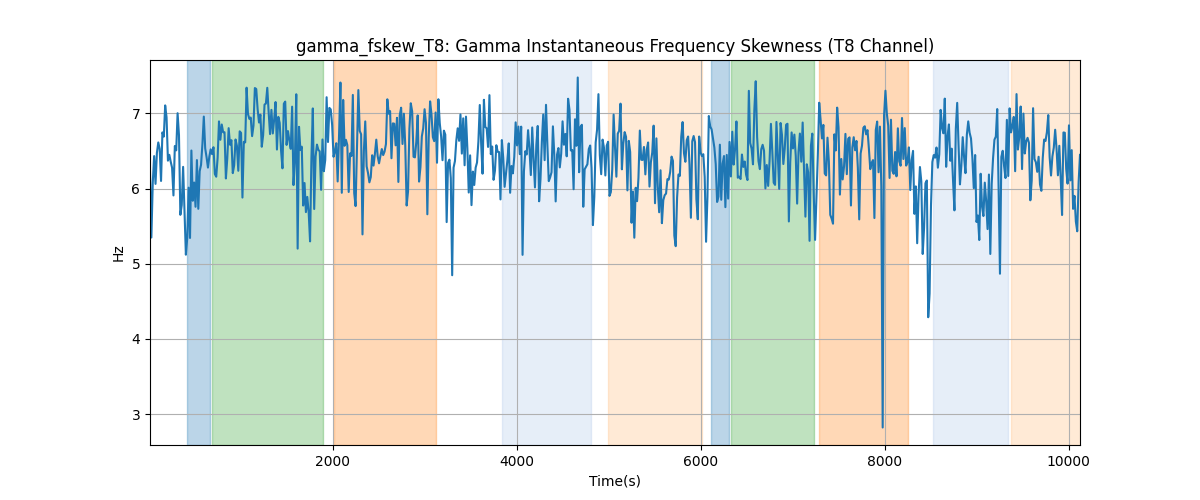 gamma_fskew_T8: Gamma Instantaneous Frequency Skewness (T8 Channel)
7
6
5
4
3
Hz
2000 4000 6000 8000 10000
Time(s)